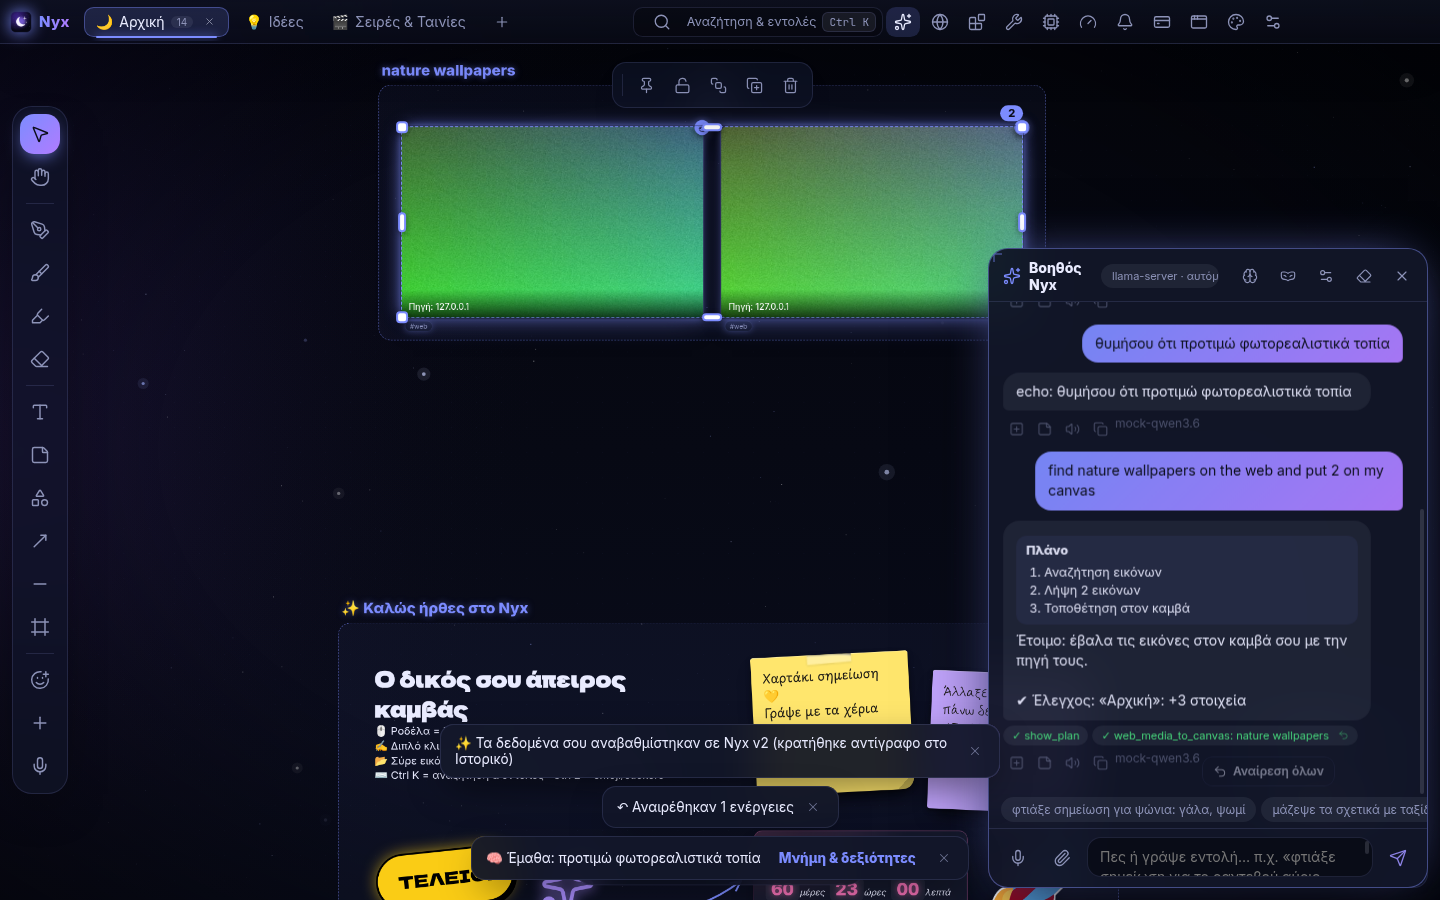 Nyx
🌙 Αρχική 14
💡 Ιδέες
🎬 Σειρές & Ταινίες
Αναζήτηση & εντολές Ctrl K
nature wallpapers
2
Πηγή: 127.0.0.1
Πηγή: 127.0.0.1
#web
#web
✨ Καλώς ήρθες στο Nyx
Ο δικός σου άπειρος
καμβάς
🖱️ Ροδέλα =
✍️ Διπλό κλι
📂 Σύρε εικό
⌨️ Ctrl K =
Χαρτάκι σημείωση
💛
Γράψε με τα χέρια
Άλλαξε
πάνω δε
ΤΕΛΕΙΟ
60 μέρες 23 ώρες 00 λεπτά
✨ Τα δεδομένα σου αναβαθμίστηκαν σε Nyx v2 (κρατήθηκε αντίγραφο στο
Ιστορικό)
↶ Αναιρέθηκαν 1 ενέργειες
🧠 Έμαθα: προτιμώ φωτορεαλιστικά τοπία Μνήμη & δεξιότητες
Βοηθός
Nyx
llama-server · αυτόμ
θυμήσου ότι προτιμώ φωτορεαλιστικά τοπία
echo: θυμήσου ότι προτιμώ φωτορεαλιστικά τοπία
mock-qwen3.6
find nature wallpapers on the web and put 2 on my
canvas
Πλάνο
1. Αναζήτηση εικόνων
2. Λήψη 2 εικόνων
3. Τοποθέτηση στον καμβά
Έτοιμο: έβαλα τις εικόνες στον καμβά σου με την
πηγή τους.
✔ Έλεγχος: «Αρχική»: +3 στοιχεία
✓ show_plan
✓ web_media_to_canvas: nature wallpapers
mock-qwen3.6
Αναίρεση όλων
φτιάξε σημείωση για ψώνια: γάλα, ψωμί
μάζεψε τα σχετικά με ταξίδ
Πες ή γράψε εντολή... π.χ. «φτιάξε
σημείωση για το ραντεβού αύριο